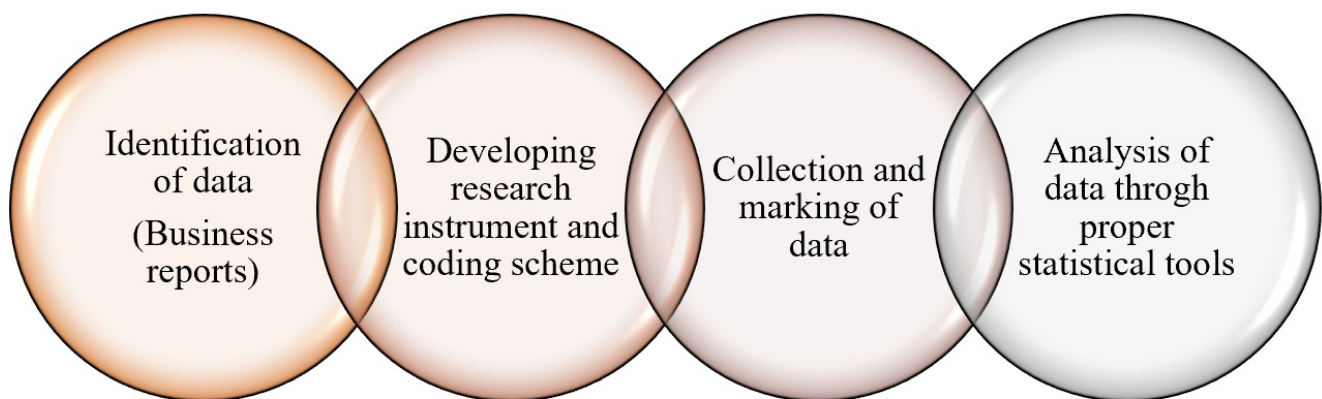 Identification
of data
(Business
reports)
Developing
research
instrument and
coding scheme
Collection and
marking of
data
Analysis of
data throgh
proper
statistical tools